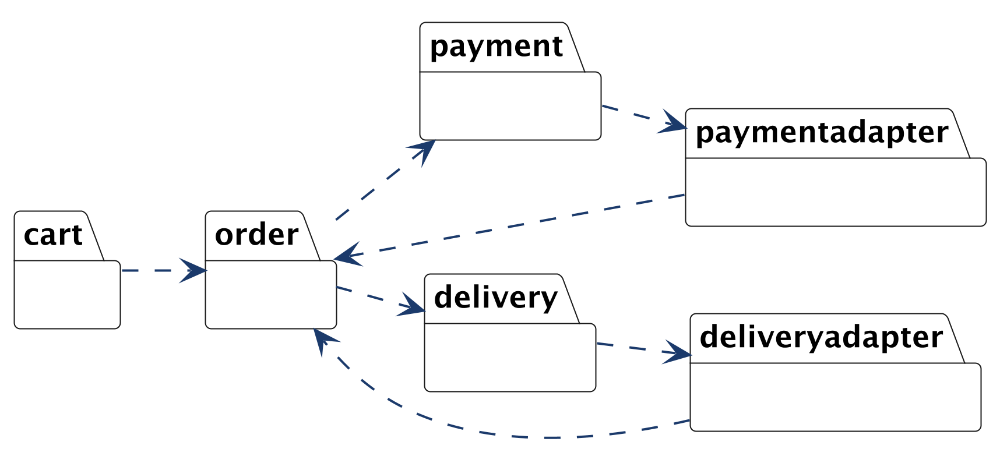 payment
paymentadapter
cart
order
delivery
deliveryadapter